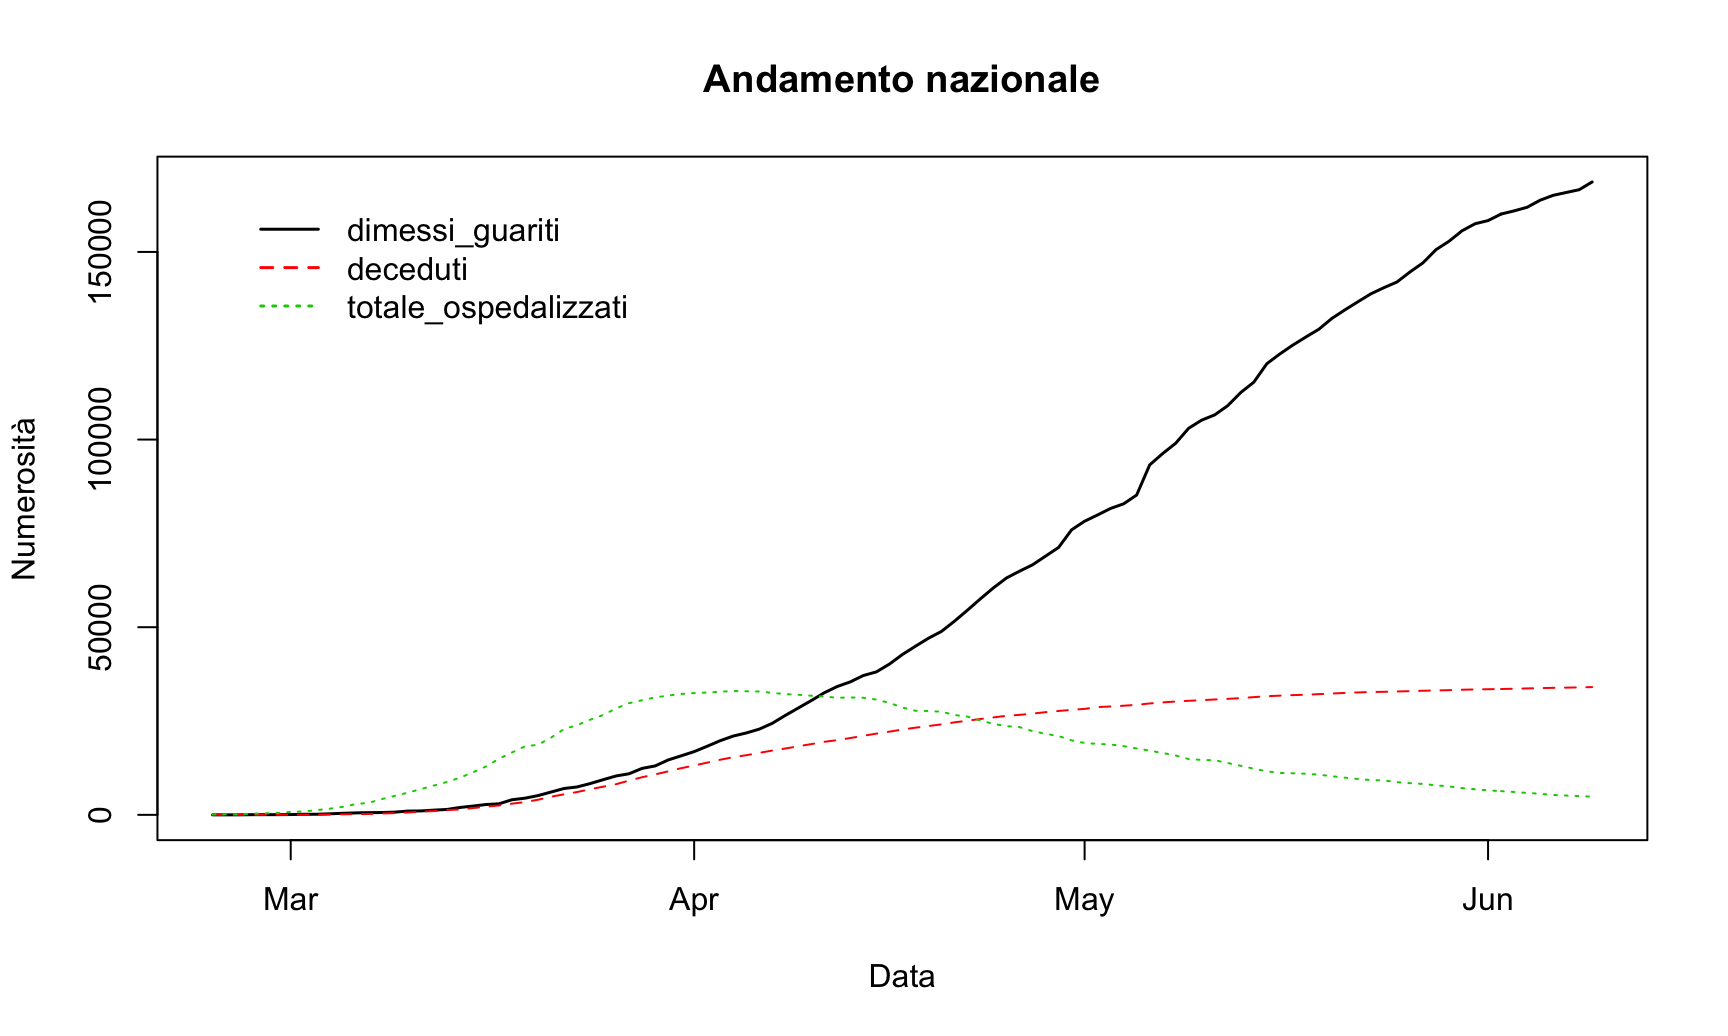 Andamento nazionale
dimessi_guariti
deceduti
totale_ospedalizzati
Numerosità
150000
100000
50000
0
Mar Apr May Jun
Data